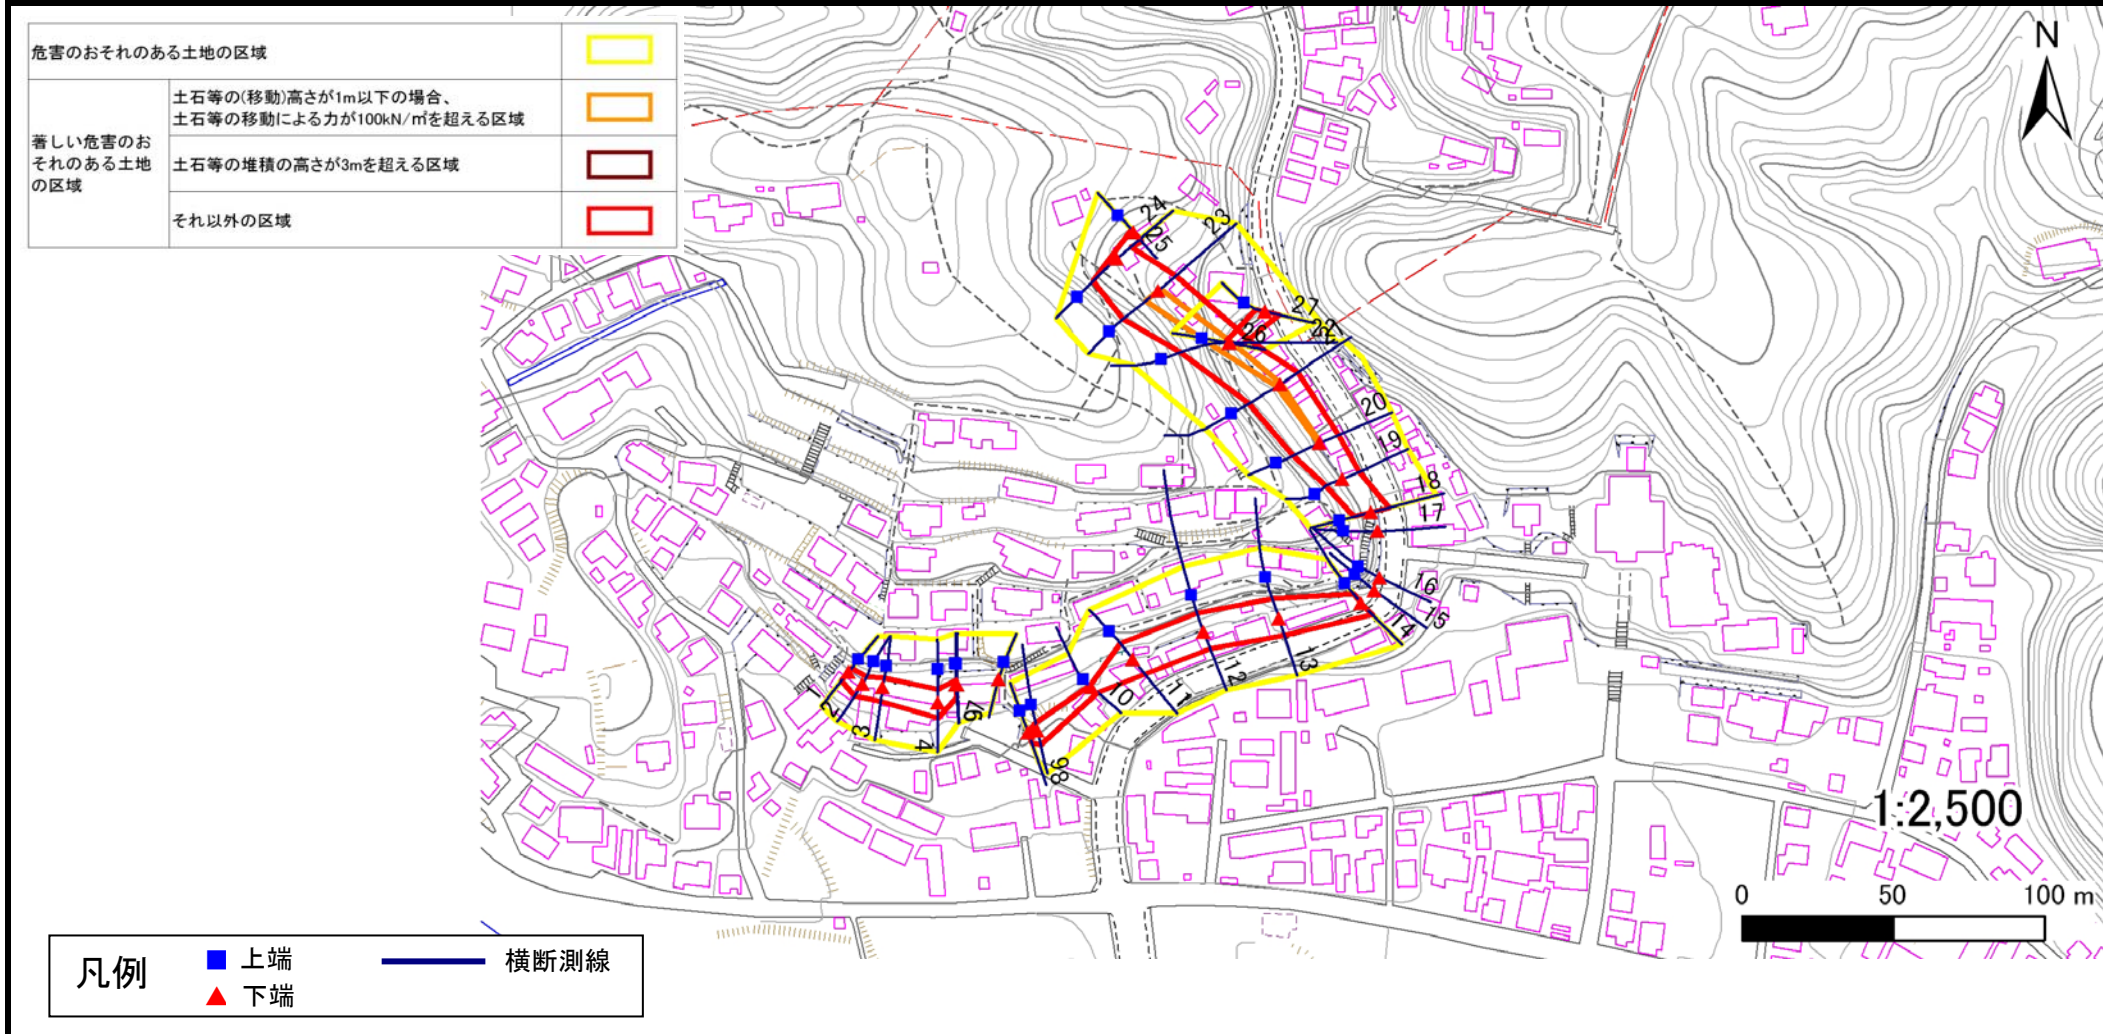 危害のおそれのある土地の区域
著しい危害のお
それのある土地
の区域
土石等の(移動)高さが1m以下の場合、
土石等の移動による力が100kN/㎡を超える区域
土石等の堆積の高さが3mを超える区域
それ以外の区域
N
24
25
23
27
22
26
20
19
18
17
16
15
14
13
12
11
10
9
8
7
6
4
3
2
1:2,500
0 50 100 m
凡例
上端
下端
横断測線